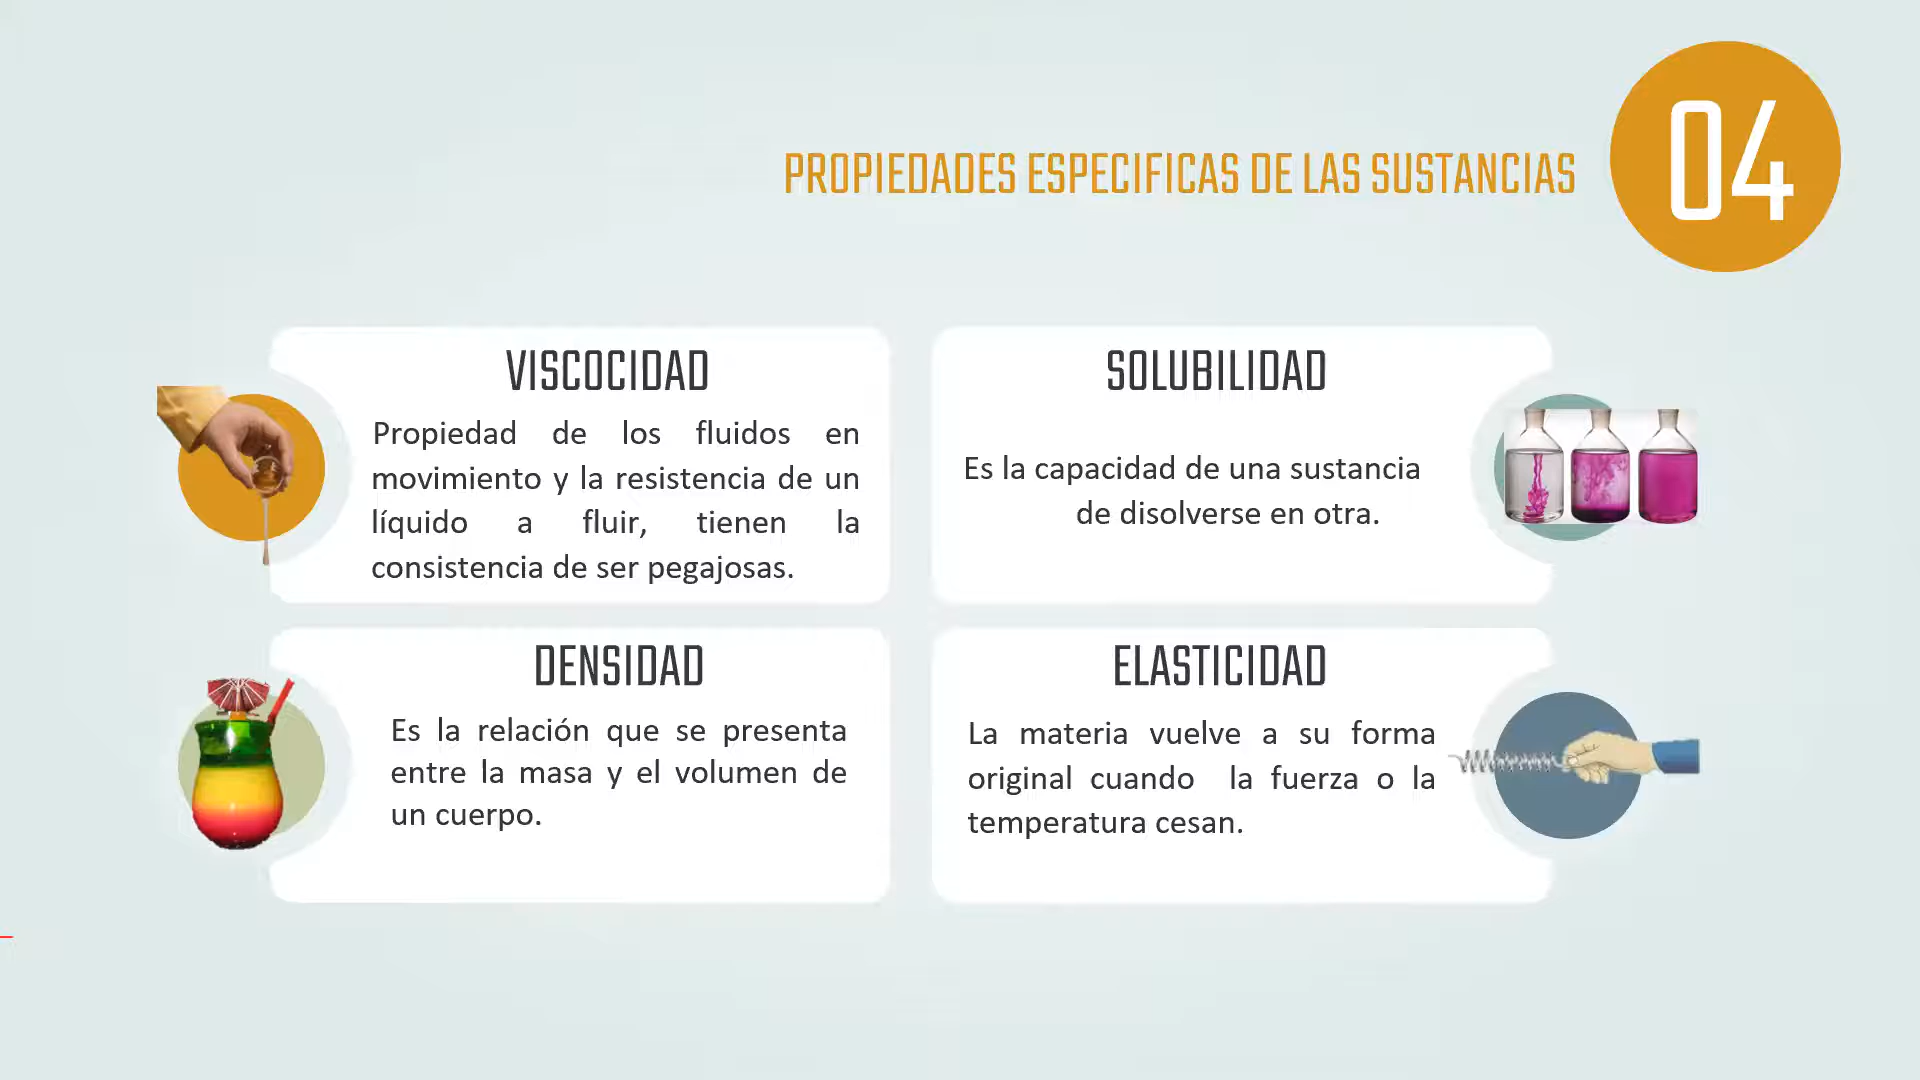 04
PROPIEDADES ESPECIFICAS DE LAS SUSTANCIAS
VISCOCIDAD
Propiedad de los fluidos en
movimiento y la resistencia de un
líquido a fluir, tienen la
consistencia de ser pegajosas.
SOLUBILIDAD
Es la capacidad de una sustancia
de disolverse en otra.
DENSIDAD
Es la relación que se presenta
entre la masa y el volumen de
un cuerpo.
ELASTICIDAD
La materia vuelve a su forma
original cuando la fuerza o la
temperatura cesan.